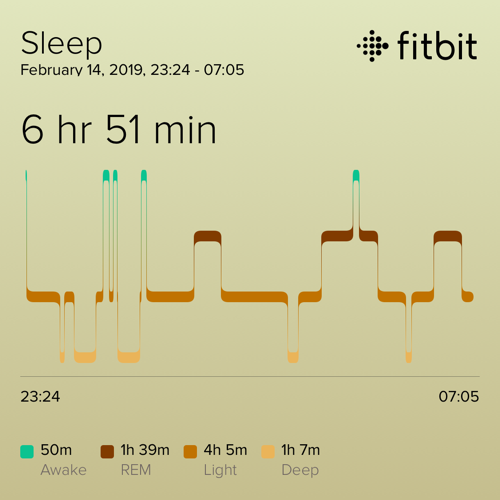 Sleep
fitbit
February 14, 2019, 23:24 - 07:05
6 hr 51 min
23:24
07:05
50m
1h 39m
4h 5m
1h 7m
Awake
REM
Light
Deep